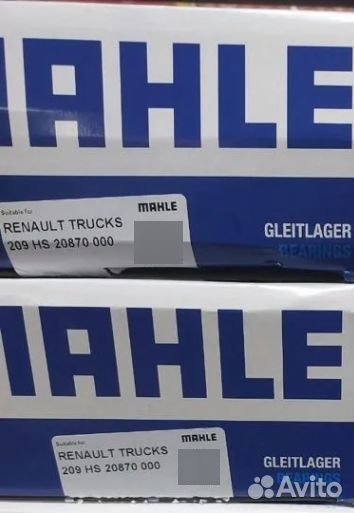 MAHLE
Suitable for
MAHLE
RENAULT TRUCKS
209 HS 20870 000
GLEITLAGER
BEARINGS
MAHLE
Suitable for
MAHLE
RENAULT TRUCKS
209 HS 20870 000
GLEITLAGER
BEARINGS
Avito